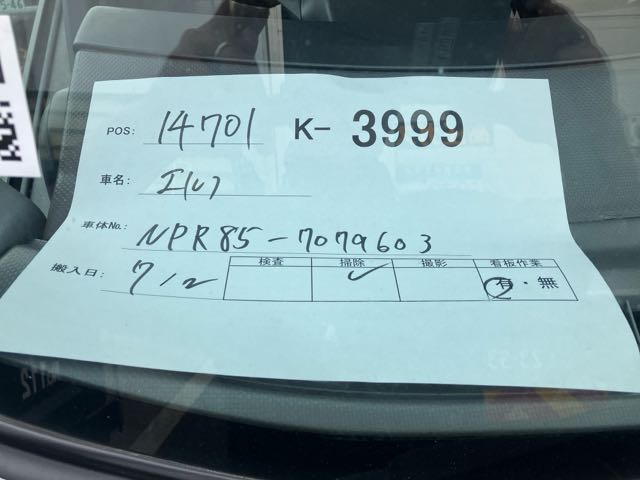 POS: 14701 K- 3999
車名: エルフ
車体No. NPR85-7079603
搬入日: 7/2
検査 掃除 撮影 看板作業
✓ ② 有・無